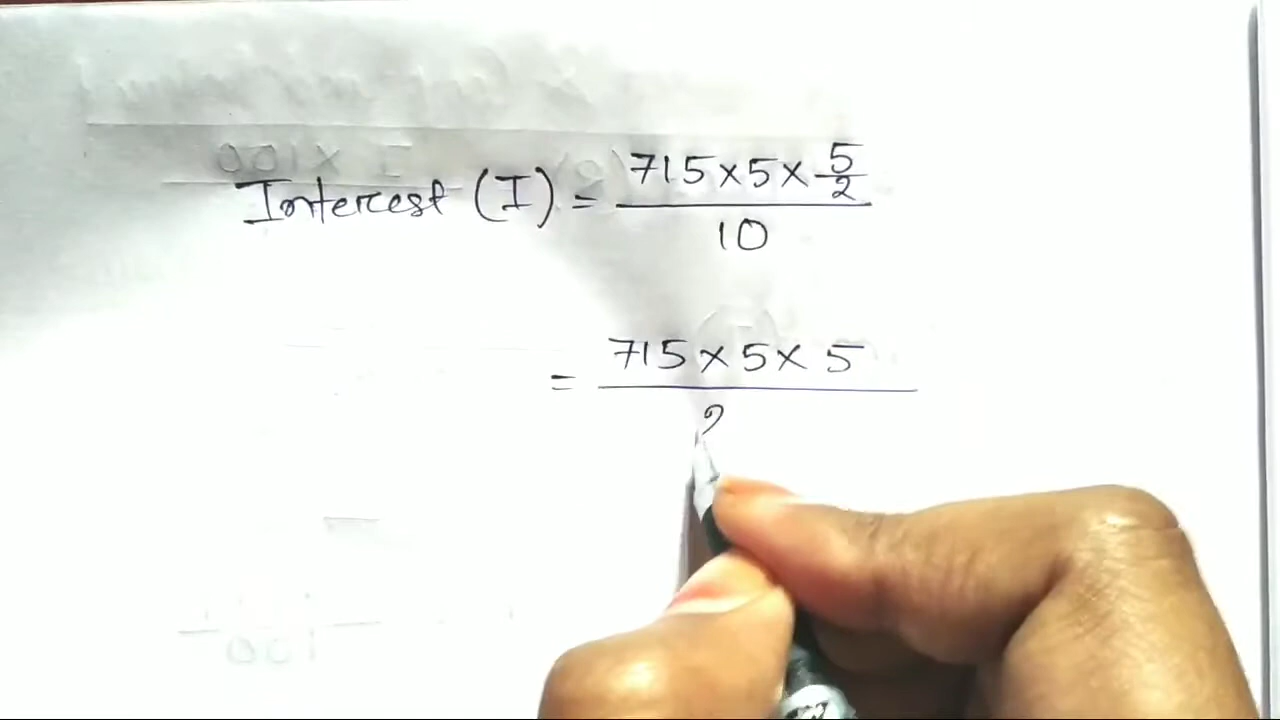 Interest (I) = 715×5×5/2
10
= 715×5×5
2